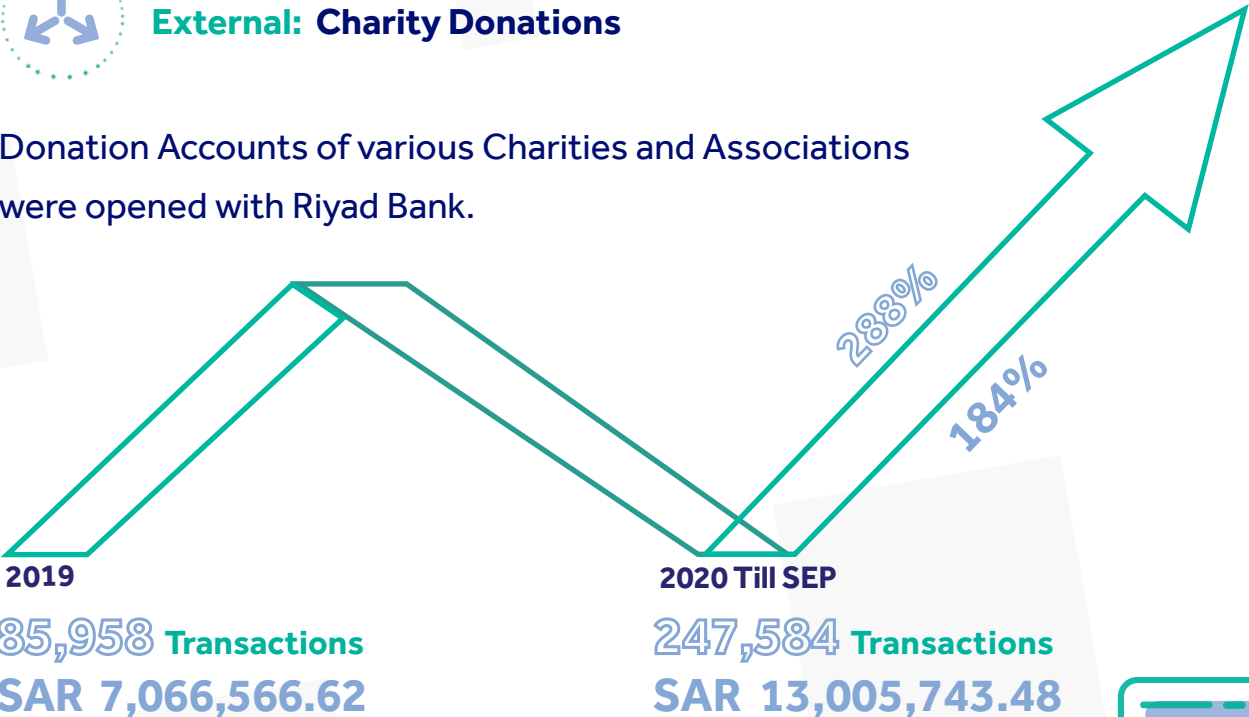 External: Charity Donations
Donation Accounts of various Charities and Associations
were opened with Riyad Bank.
288%
184%
2019
2020 Till SEP
85,958 Transactions
247,584 Transactions
SAR 7,066,566.62
SAR 13,005,743.48